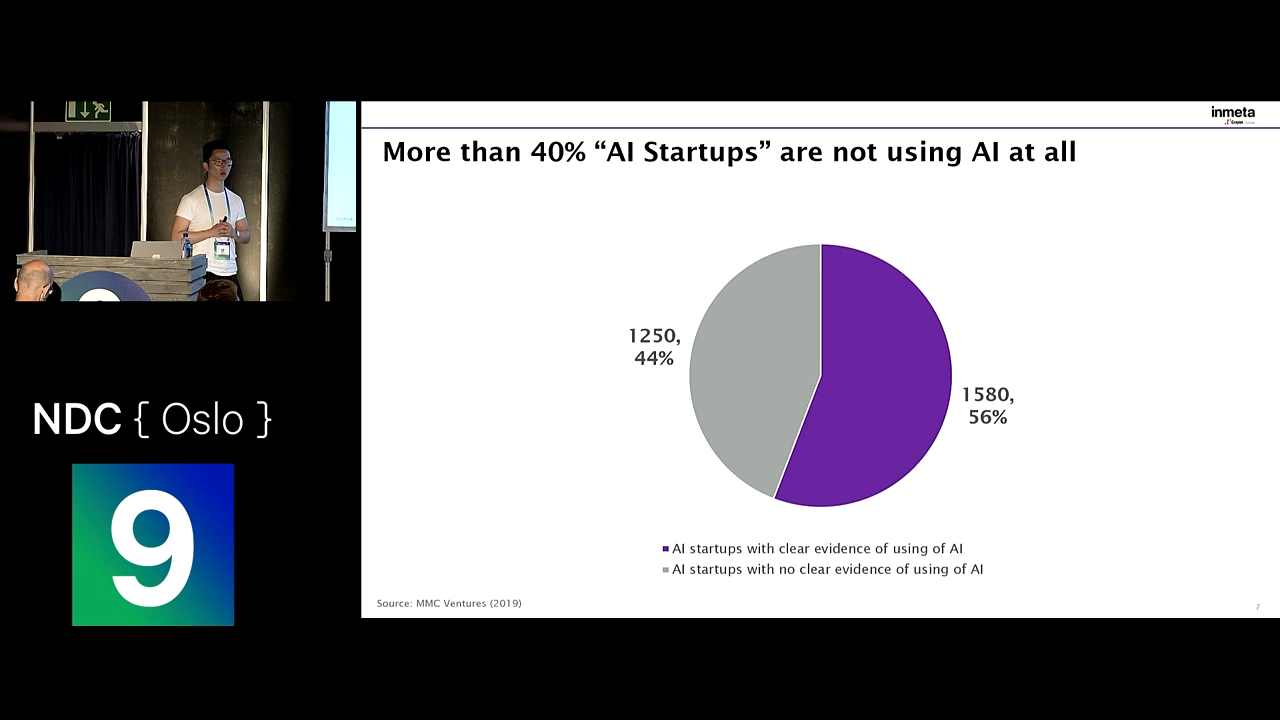 inmeta
Crayon
More than 40% “AI Startups” are not using AI at all
1250,
44%
1580,
56%
AI startups with clear evidence of using of AI
AI startups with no clear evidence of using of AI
Source: MMC Ventures (2019)
7
NDC { Oslo }
9